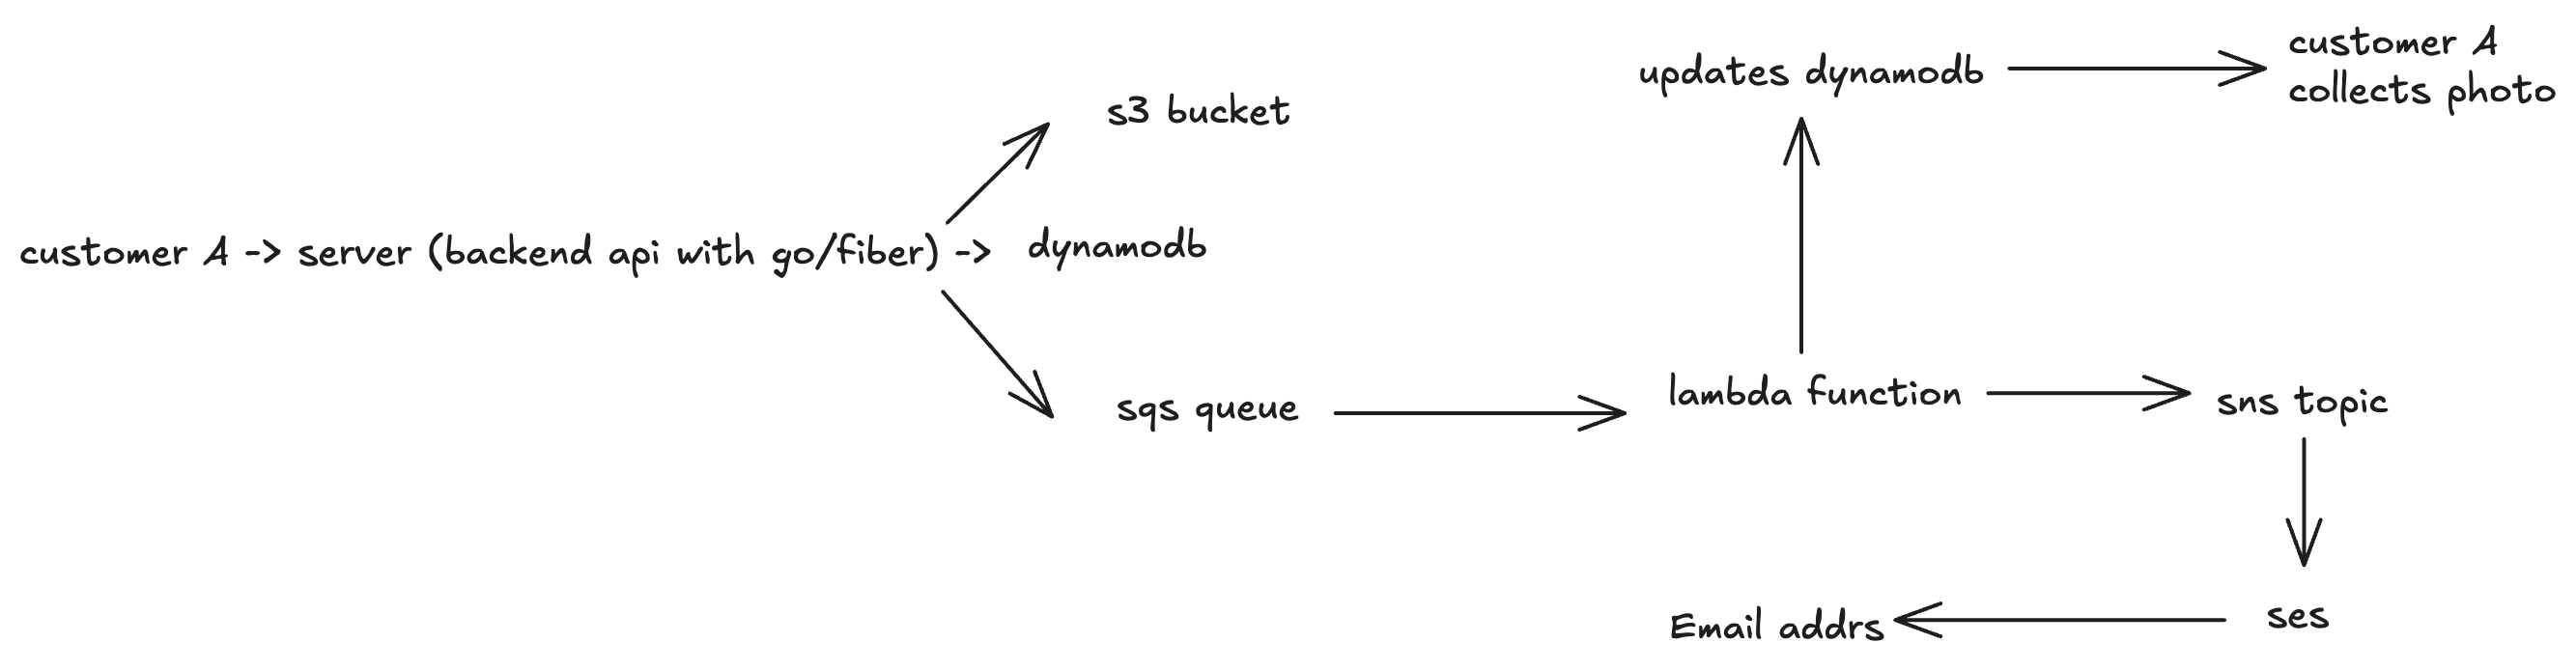 customer A
collects photo
updates dynamodb
s3 bucket
customer A -> server (backend api with go/fiber) -> dynamodb
lambda function
sns topic
sqs queue
ses
Email addrs